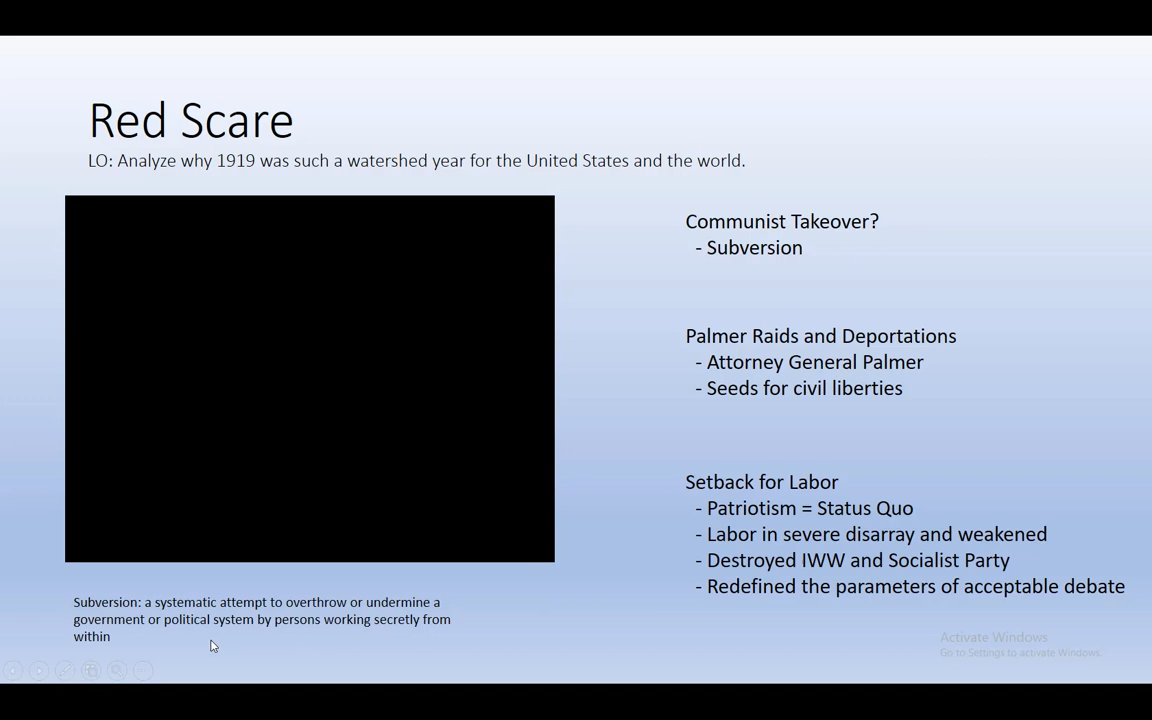 Red Scare
LO: Analyze why 1919 was such a watershed year for the United States and the world.
Communist Takeover?
- Subversion
Palmer Raids and Deportations
- Attorney General Palmer
- Seeds for civil liberties
Setback for Labor
- Patriotism = Status Quo
- Labor in severe disarray and weakened
- Destroyed IWW and Socialist Party
- Redefined the parameters of acceptable debate
Subversion: a systematic attempt to overthrow or undermine a
government or political system by persons working secretly from
within
Activate Windows
Go to Settings to activate Windows.